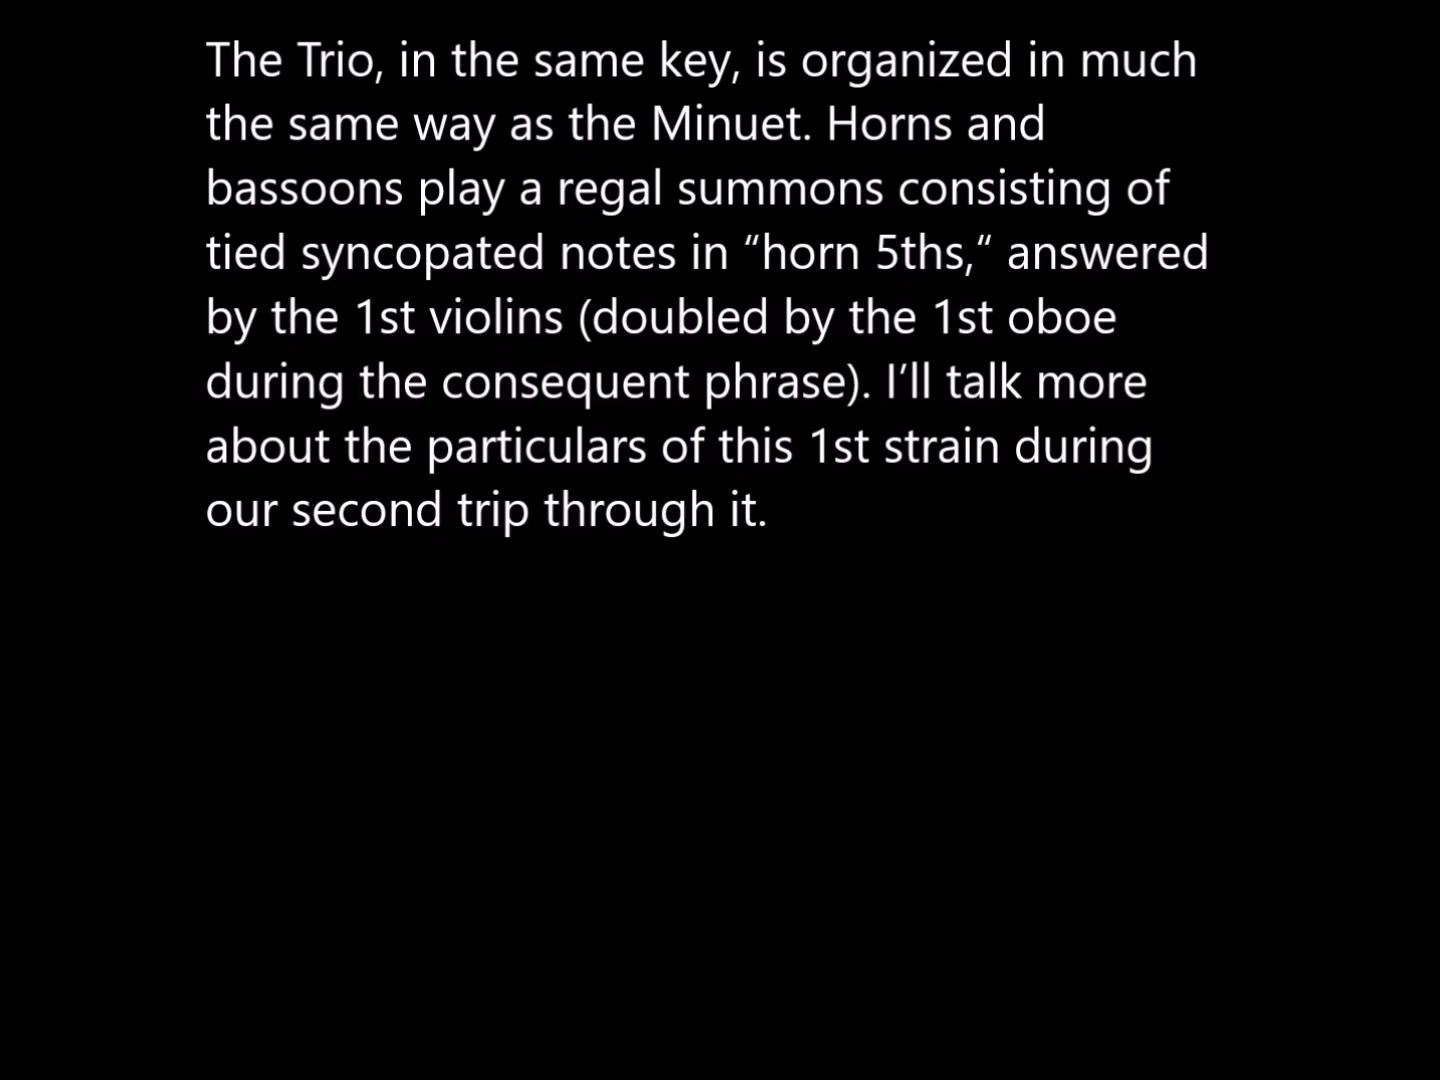 The Trio, in the same key, is organized in much
the same way as the Minuet. Horns and
bassoons play a regal summons consisting of
tied syncopated notes in “horn 5ths,“ answered
by the 1st violins (doubled by the 1st oboe
during the consequent phrase). I’ll talk more
about the particulars of this 1st strain during
our second trip through it.